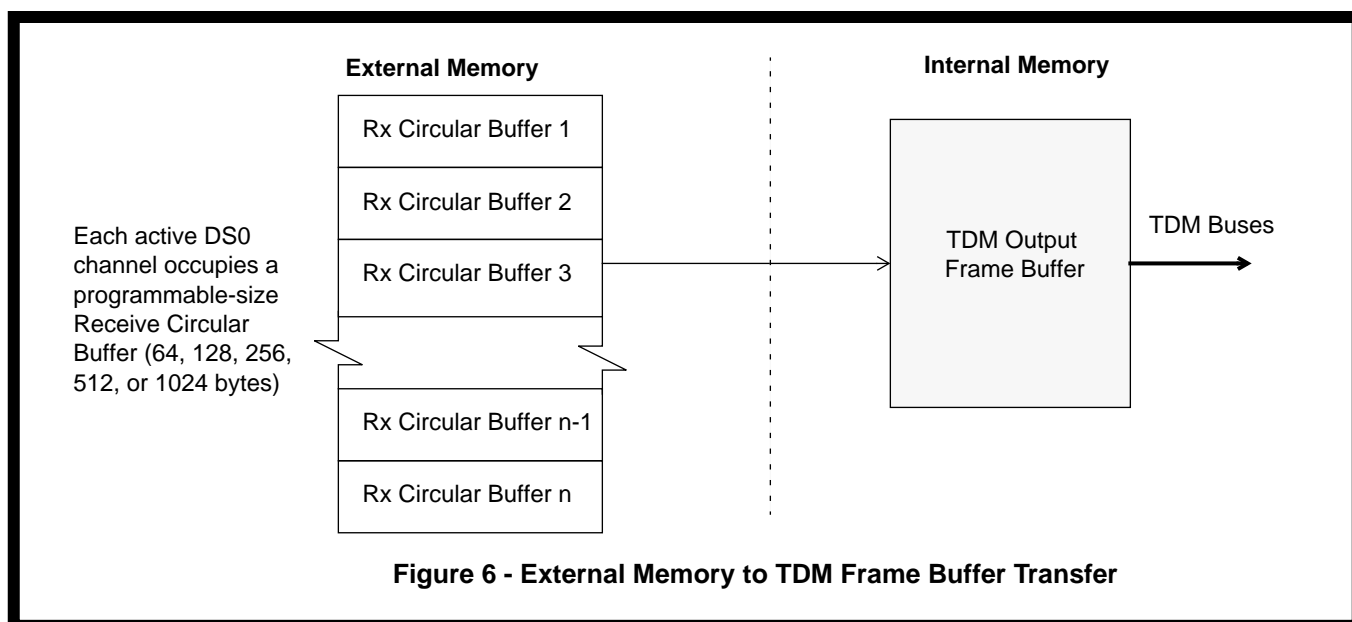 External Memory
Internal Memory
Rx Circular Buffer 1
Rx Circular Buffer 2
Rx Circular Buffer 3
Rx Circular Buffer n-1
Rx Circular Buffer n
Each active DS0
channel occupies a
programmable-size
Receive Circular
Buffer (64, 128, 256,
512, or 1024 bytes)
TDM Output
Frame Buffer
TDM Buses
Figure 6 - External Memory to TDM Frame Buffer Transfer